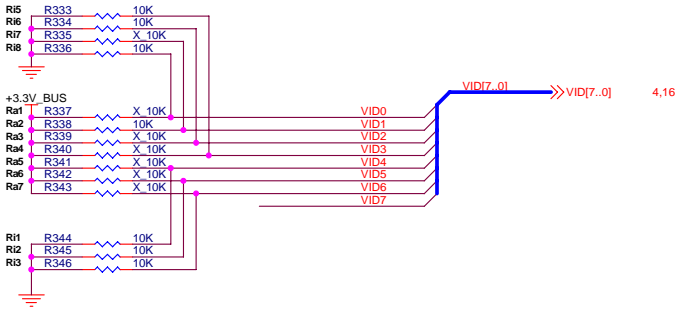 Ri5 R333 10K
Ri6 R334 10K
Ri7 R335 X_10K
Ri8 R336 10K
VID[7..0]
VID[7..0] 4,16
+3.3V_BUS
Ra1 R337 X_10K VID0
Ra2 R338 10K VID1
Ra3 R339 X_10K VID2
Ra4 R340 X_10K VID3
Ra5 R341 X_10K VID4
Ra6 R342 X_10K VID5
Ra7 R343 X_10K VID6
VID7
Ri1 R344 10K
Ri2 R345 10K
Ri3 R346 10K